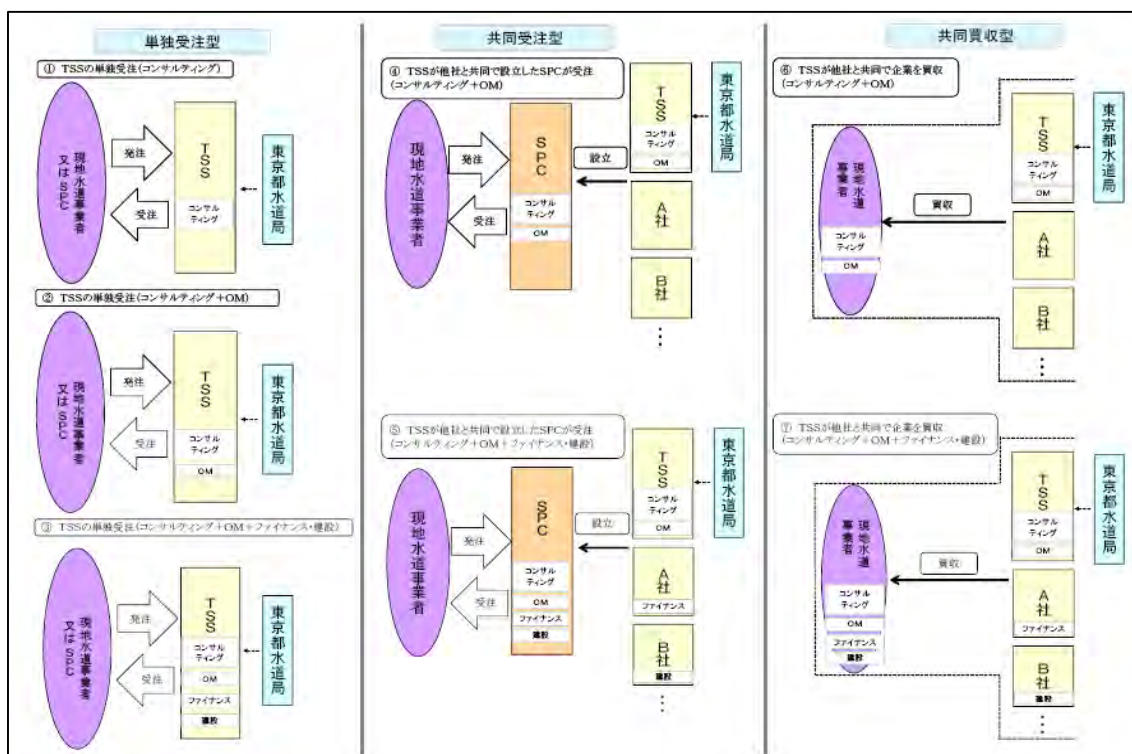 単独受注型
① TSSの単独受注(コンサルティング)
現地水道事業者
又はSPC
発注
受注
TSS
コンサル
ティング
東京都水道局
② TSSの単独受注(コンサルティング+OM)
現地水道事業者
又はSPC
発注
受注
TSS
コンサル
ティング
OM
東京都水道局
③ TSSの単独受注(コンサルティング+OM+ファイナンス・建設)
現地水道事業者
又はSPC
発注
受注
TSS
コンサル
ティング
OM
ファイナンス
建設
東京都水道局
共同受注型
④ TSSが他社と共同で設立したSPCが受注
(コンサルティング+OM)
現地水道事業者
発注
受注
SPC
コンサル
ティング
OM
設立
TSS
コンサル
ティング
OM
A社
B社
⋮
東京都水道局
⑤ TSSが他社と共同で設立したSPCが受注
(コンサルティング+OM+ファイナンス・建設)
現地水道事業者
発注
受注
SPC
コンサル
ティング
OM
ファイナンス
建設
設立
TSS
コンサル
ティング
OM
A社
ファイナンス
B社
建設
⋮
東京都水道局
共同買収型
⑥ TSSが他社と共同で企業を買収
(コンサルティング+OM)
現地水道
事業者
コンサル
ティング
OM
買収
TSS
コンサル
ティング
OM
A社
B社
⋮
東京都水道局
⑦ TSSが他社と共同で企業を買収
(コンサルティング+OM+ファイナンス・建設)
現地水道
事業者
コンサル
ティング
OM
ファイナンス
建設
買収
TSS
コンサル
ティング
OM
A社
ファイナンス
B社
建設
⋮
東京都水道局